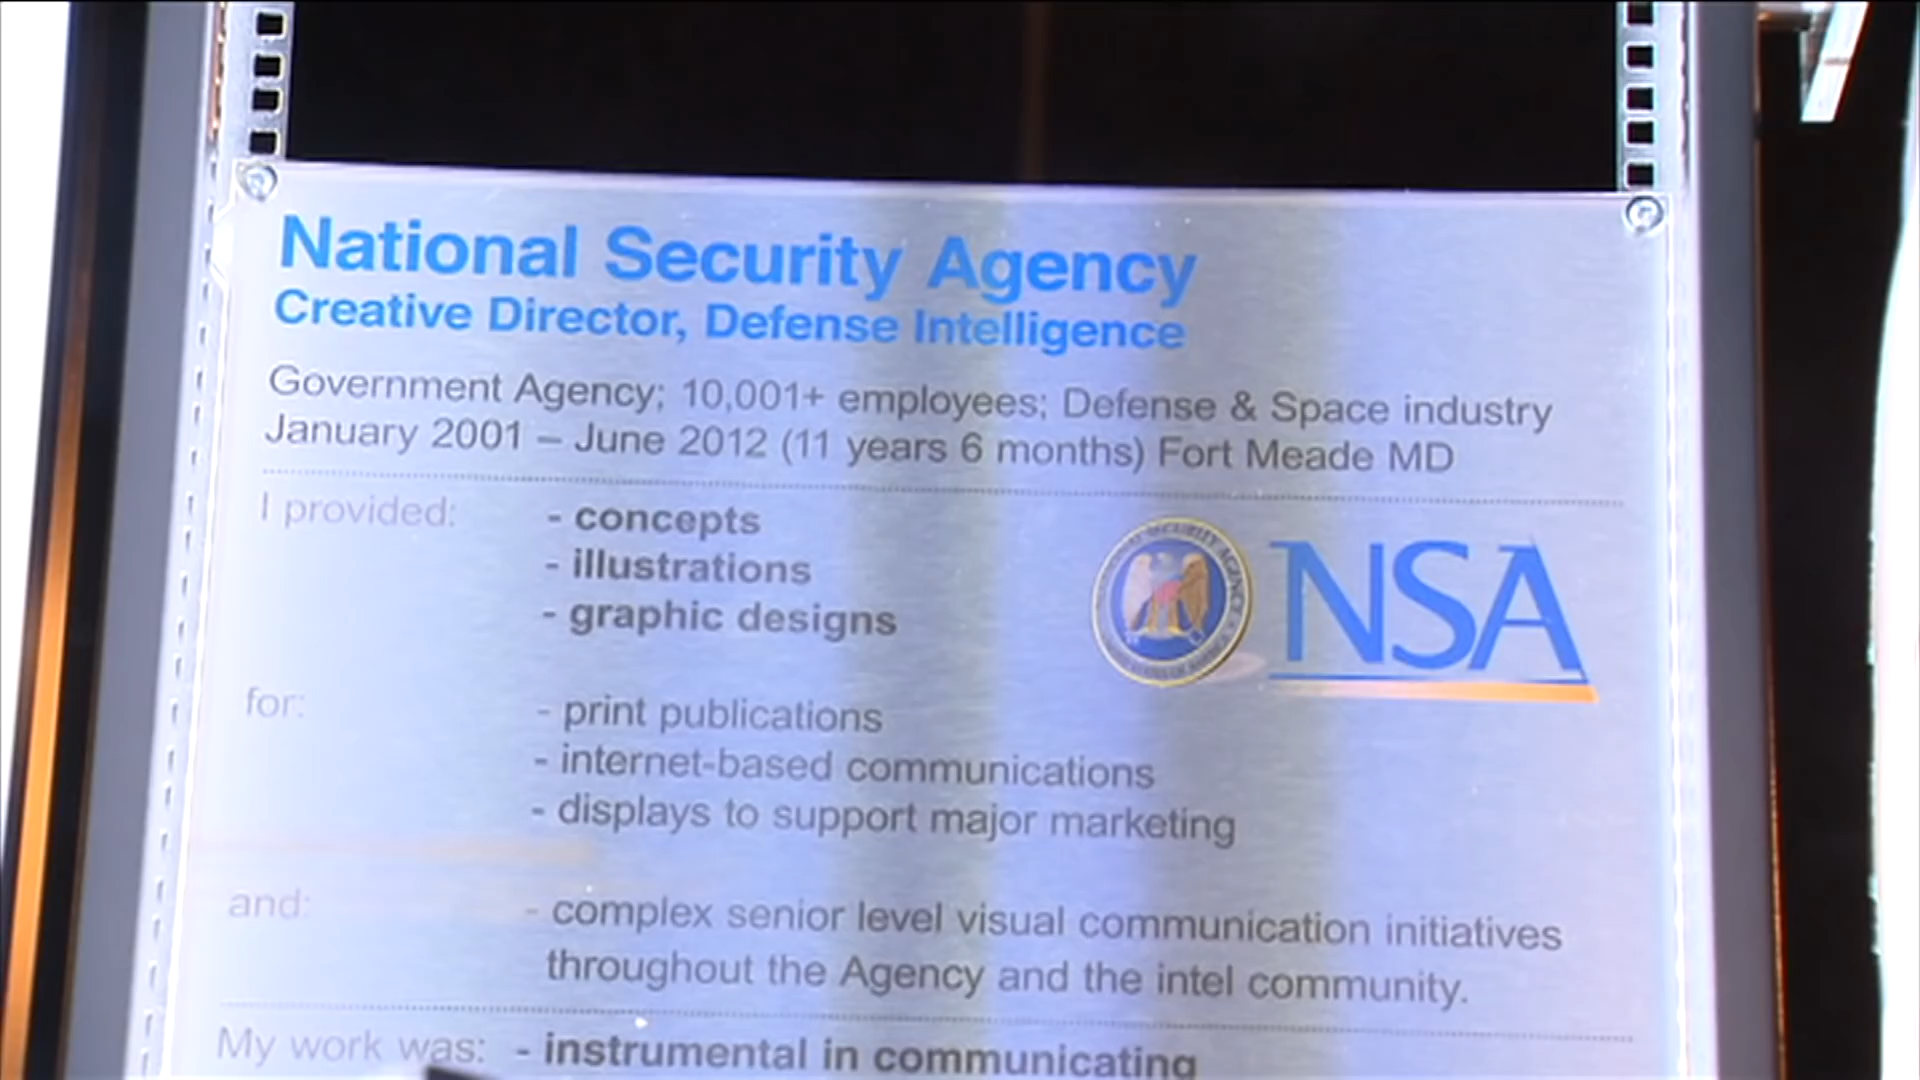 National Security Agency
Creative Director, Defense Intelligence
Government Agency; 10,001+ employees; Defense & Space industry
January 2001 – June 2012 (11 years 6 months) Fort Meade MD
I provided: - concepts
- illustrations
- graphic designs
NSA
for: - print publications
- internet-based communications
- displays to support major marketing
and: - complex senior level visual communication initiatives
throughout the Agency and the intel community.
My work was: - instrumental in communicating